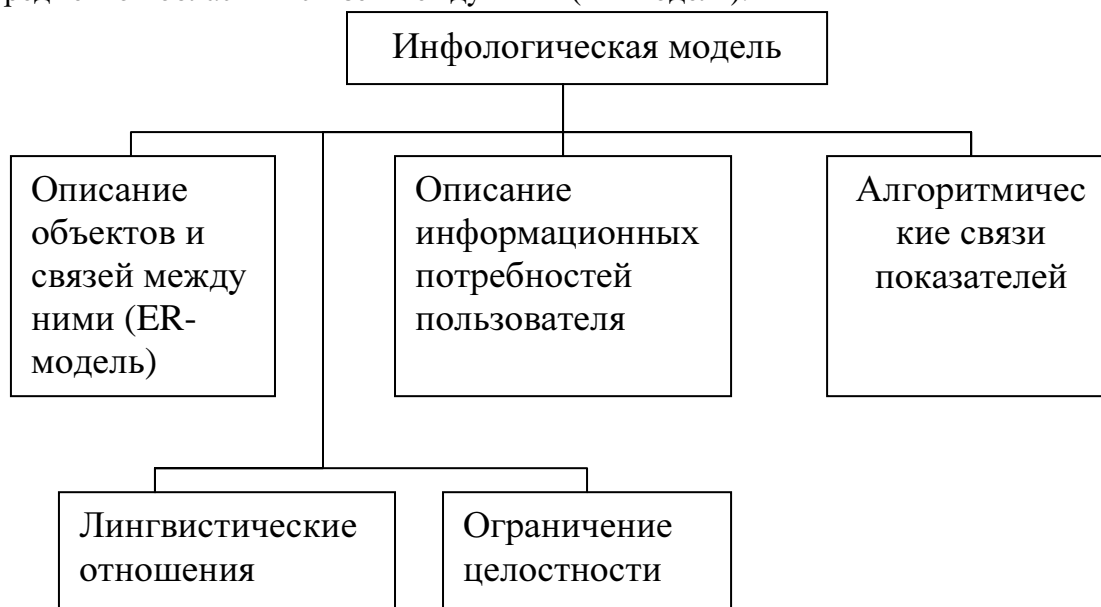 Инфологическая модель
Описание
объектов и
связей между
ними (ER-
модель)
Описание
информационных
потребностей
пользователя
Алгоритмичес
кие связи
показателей
Лингвистические
отношения
Ограничение
целостности